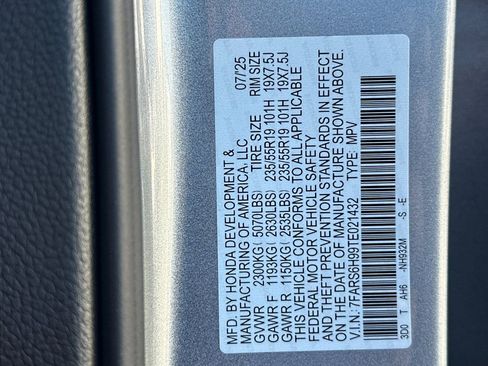 MFD. BY HONDA DEVELOPMENT & 07/'25
MANUFACTURING OF AMERICA, LLC
GVWR 2300KG( 5070LBS) TIRE SIZE RIM SIZE
GAWR F 1193KG( 2630LBS) 235/55R19 101H 19X7.5J
GAWR R 1150KG( 2535LBS) 235/55R19 101H 19X7.5J
THIS VEHICLE CONFORMS TO ALL APPLICABLE
FEDERAL MOTOR VEHICLE SAFETY
AND THEFT PREVENTION STANDARDS IN EFFECT
ON THE DATE OF MANUFACTURE SHOWN ABOVE.
V.I.N.: 7FARS6H99TE021432 TYPE: MPV
3D0 T AH6 -NH932M -S -E